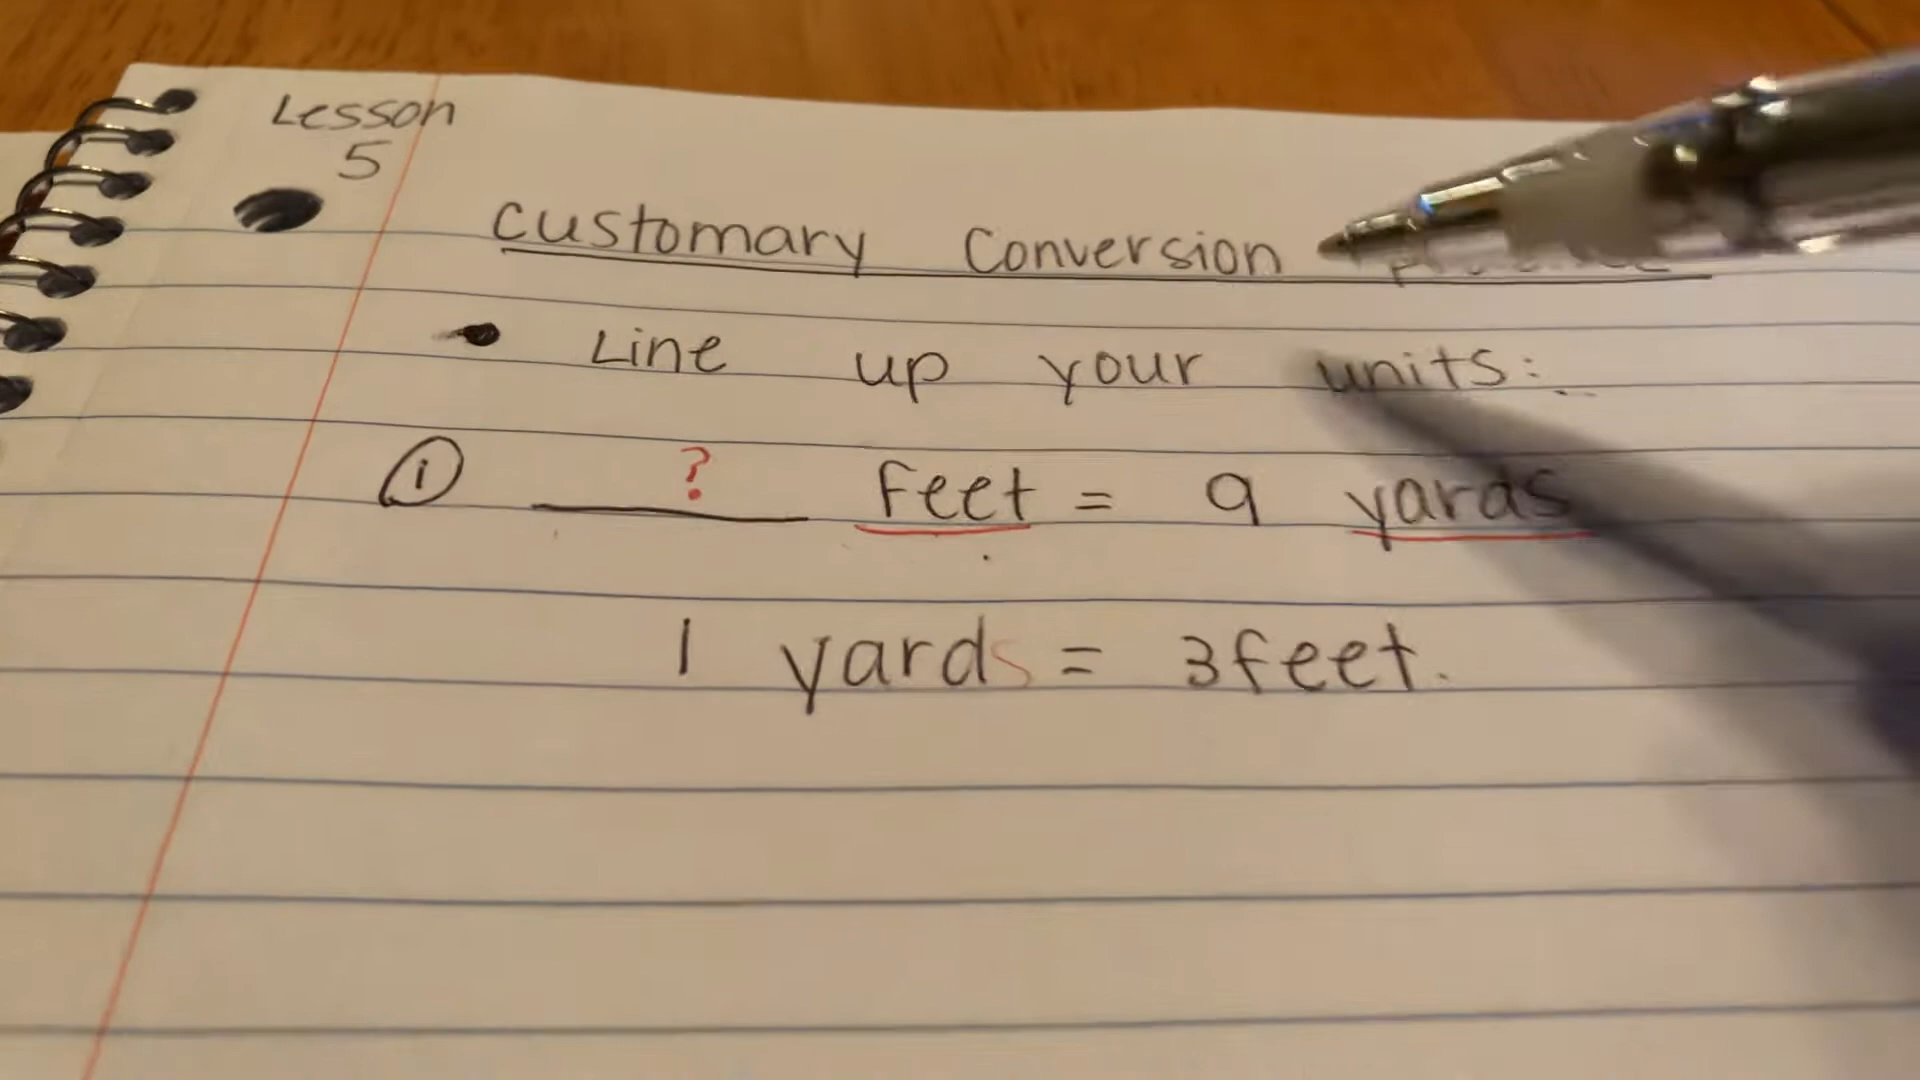 Lesson
5
Customary Conversion
• Line up your units:
① ? feet = 9 yards
1 yards = 3feet.